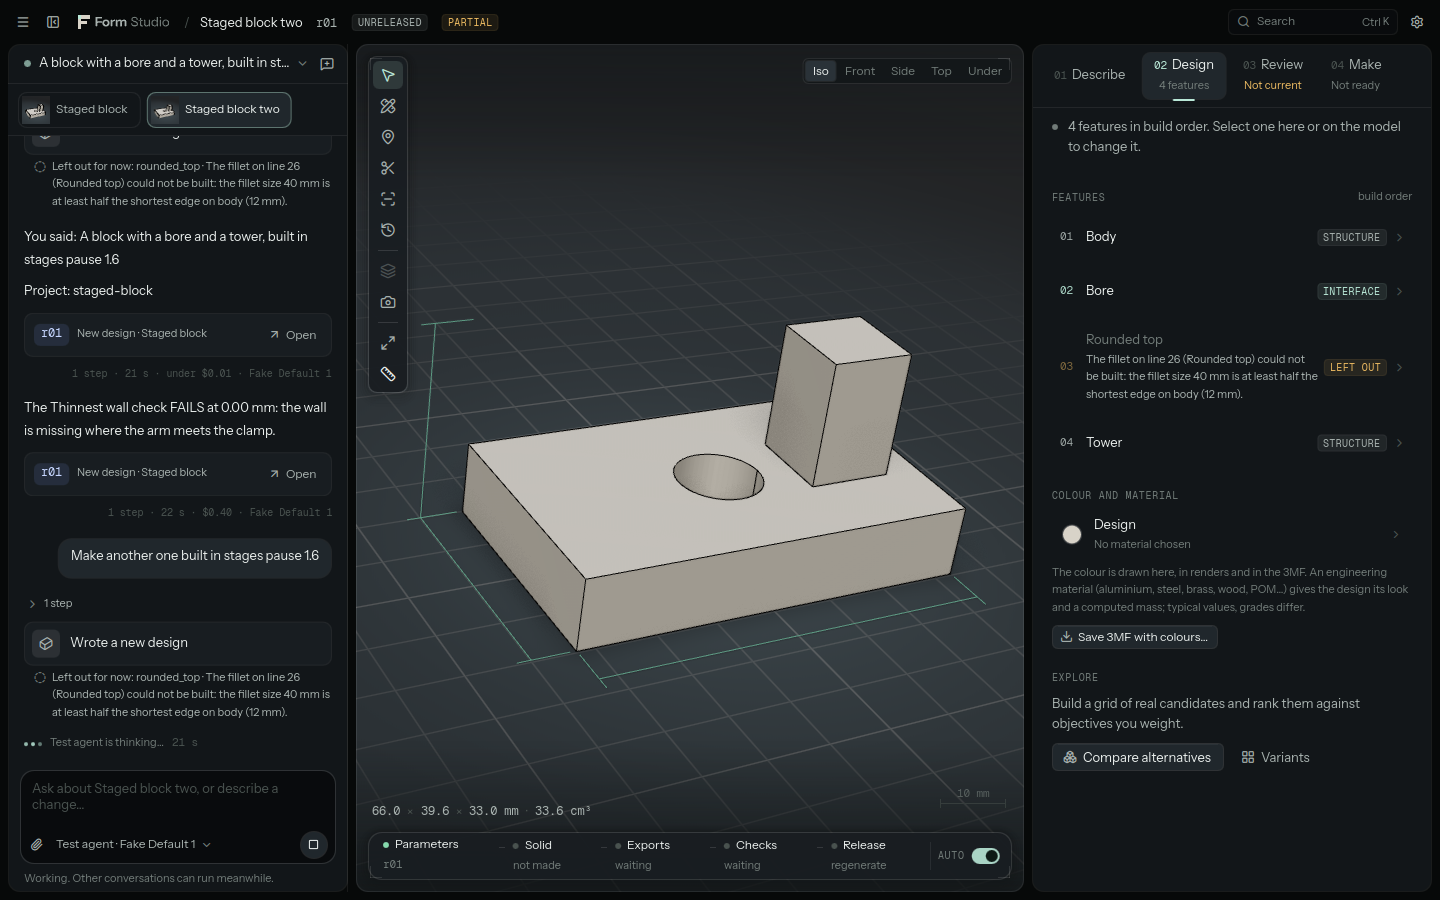 Form Studio / Staged block two r01 UNRELEASED PARTIAL
Search Ctrl K
A block with a bore and a tower, built in st...
Staged block
Staged block two
Left out for now: rounded_top · The fillet on line 26
(Rounded top) could not be built: the fillet size 40 mm is
at least half the shortest edge on body (12 mm).
You said: A block with a bore and a tower, built in
stages pause 1.6
Project: staged-block
r01 New design · Staged block Open
1 step · 21 s · under $0.01 · Fake Default 1
The Thinnest wall check FAILS at 0.00 mm: the wall
is missing where the arm meets the clamp.
r01 New design · Staged block Open
1 step · 22 s · $0.40 · Fake Default 1
Make another one built in stages pause 1.6
1 step
Wrote a new design
Left out for now: rounded_top · The fillet on line 26
(Rounded top) could not be built: the fillet size 40 mm is
at least half the shortest edge on body (12 mm).
Test agent is thinking... 21 s
Ask about Staged block two, or describe a
change...
Test agent · Fake Default 1
Working. Other conversations can run meanwhile.
Iso Front Side Top Under
10 mm
66.0 × 39.6 × 33.0 mm · 33.6 cm³
Parameters
r01
Solid
not made
Exports
waiting
Checks
waiting
Release
regenerate
AUTO
01 Describe
02 Design
4 features
03 Review
Not current
04 Make
Not ready
4 features in build order. Select one here or on the model
to change it.
FEATURES build order
01 Body STRUCTURE
02 Bore INTERFACE
Rounded top
03 The fillet on line 26 (Rounded top) could not
be built: the fillet size 40 mm is at least half the
shortest edge on body (12 mm).
LEFT OUT
04 Tower STRUCTURE
COLOUR AND MATERIAL
Design
No material chosen
The colour is drawn here, in renders and in the 3MF. An engineering
material (aluminium, steel, brass, wood, POM...) gives the design its look
and a computed mass; typical values, grades differ.
Save 3MF with colours...
EXPLORE
Build a grid of real candidates and rank them against
objectives you weight.
Compare alternatives
Variants